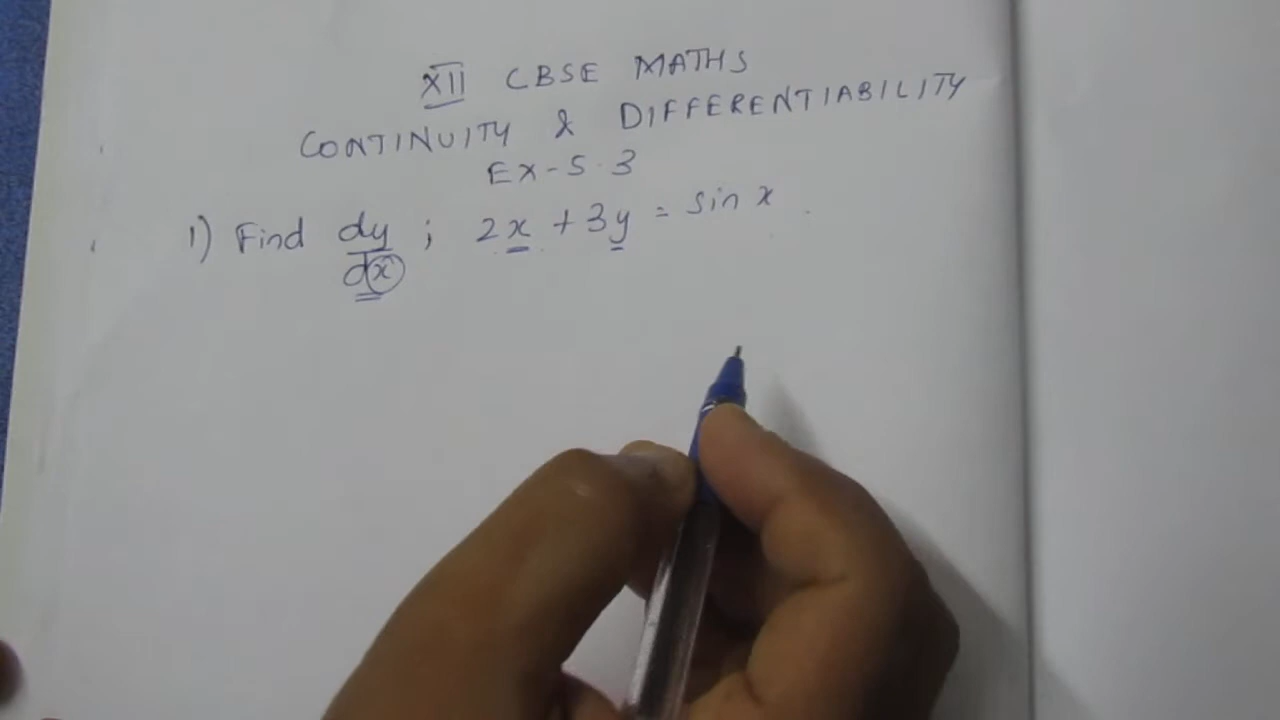 XII CBSE MATHS
CONTINUITY & DIFFERENTIABILITY
EX-5.3
1) Find dy/dx ; 2x + 3y = sin x